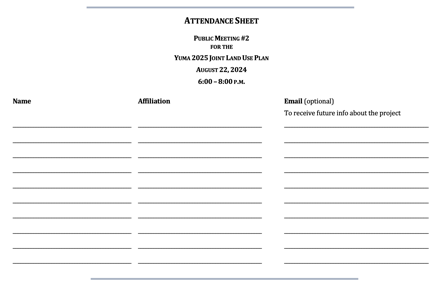 ATTENDANCE SHEET
PUBLIC MEETING #2
FOR THE
YUMA 2025 JOINT LAND USE PLAN
AUGUST 22, 2024
6:00 – 8:00 P.M.
Name Affiliation Email (optional)
To receive future info about the project